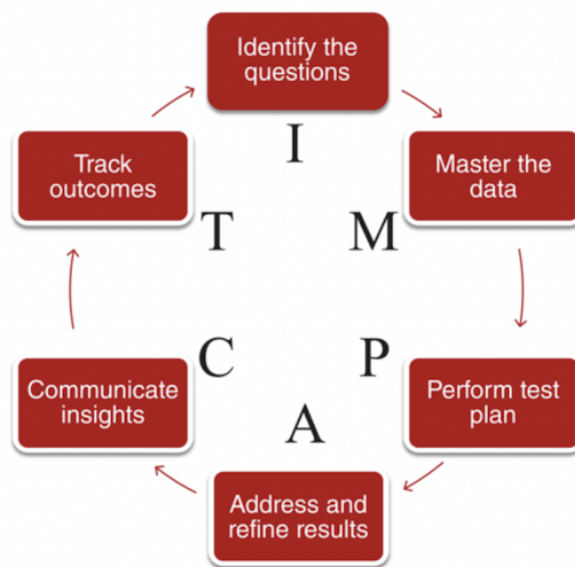 Identify the
questions
I
Master the
data
M
Perform test
plan
P
Address and
refine results
A
Communicate
insights
C
Track
outcomes
T